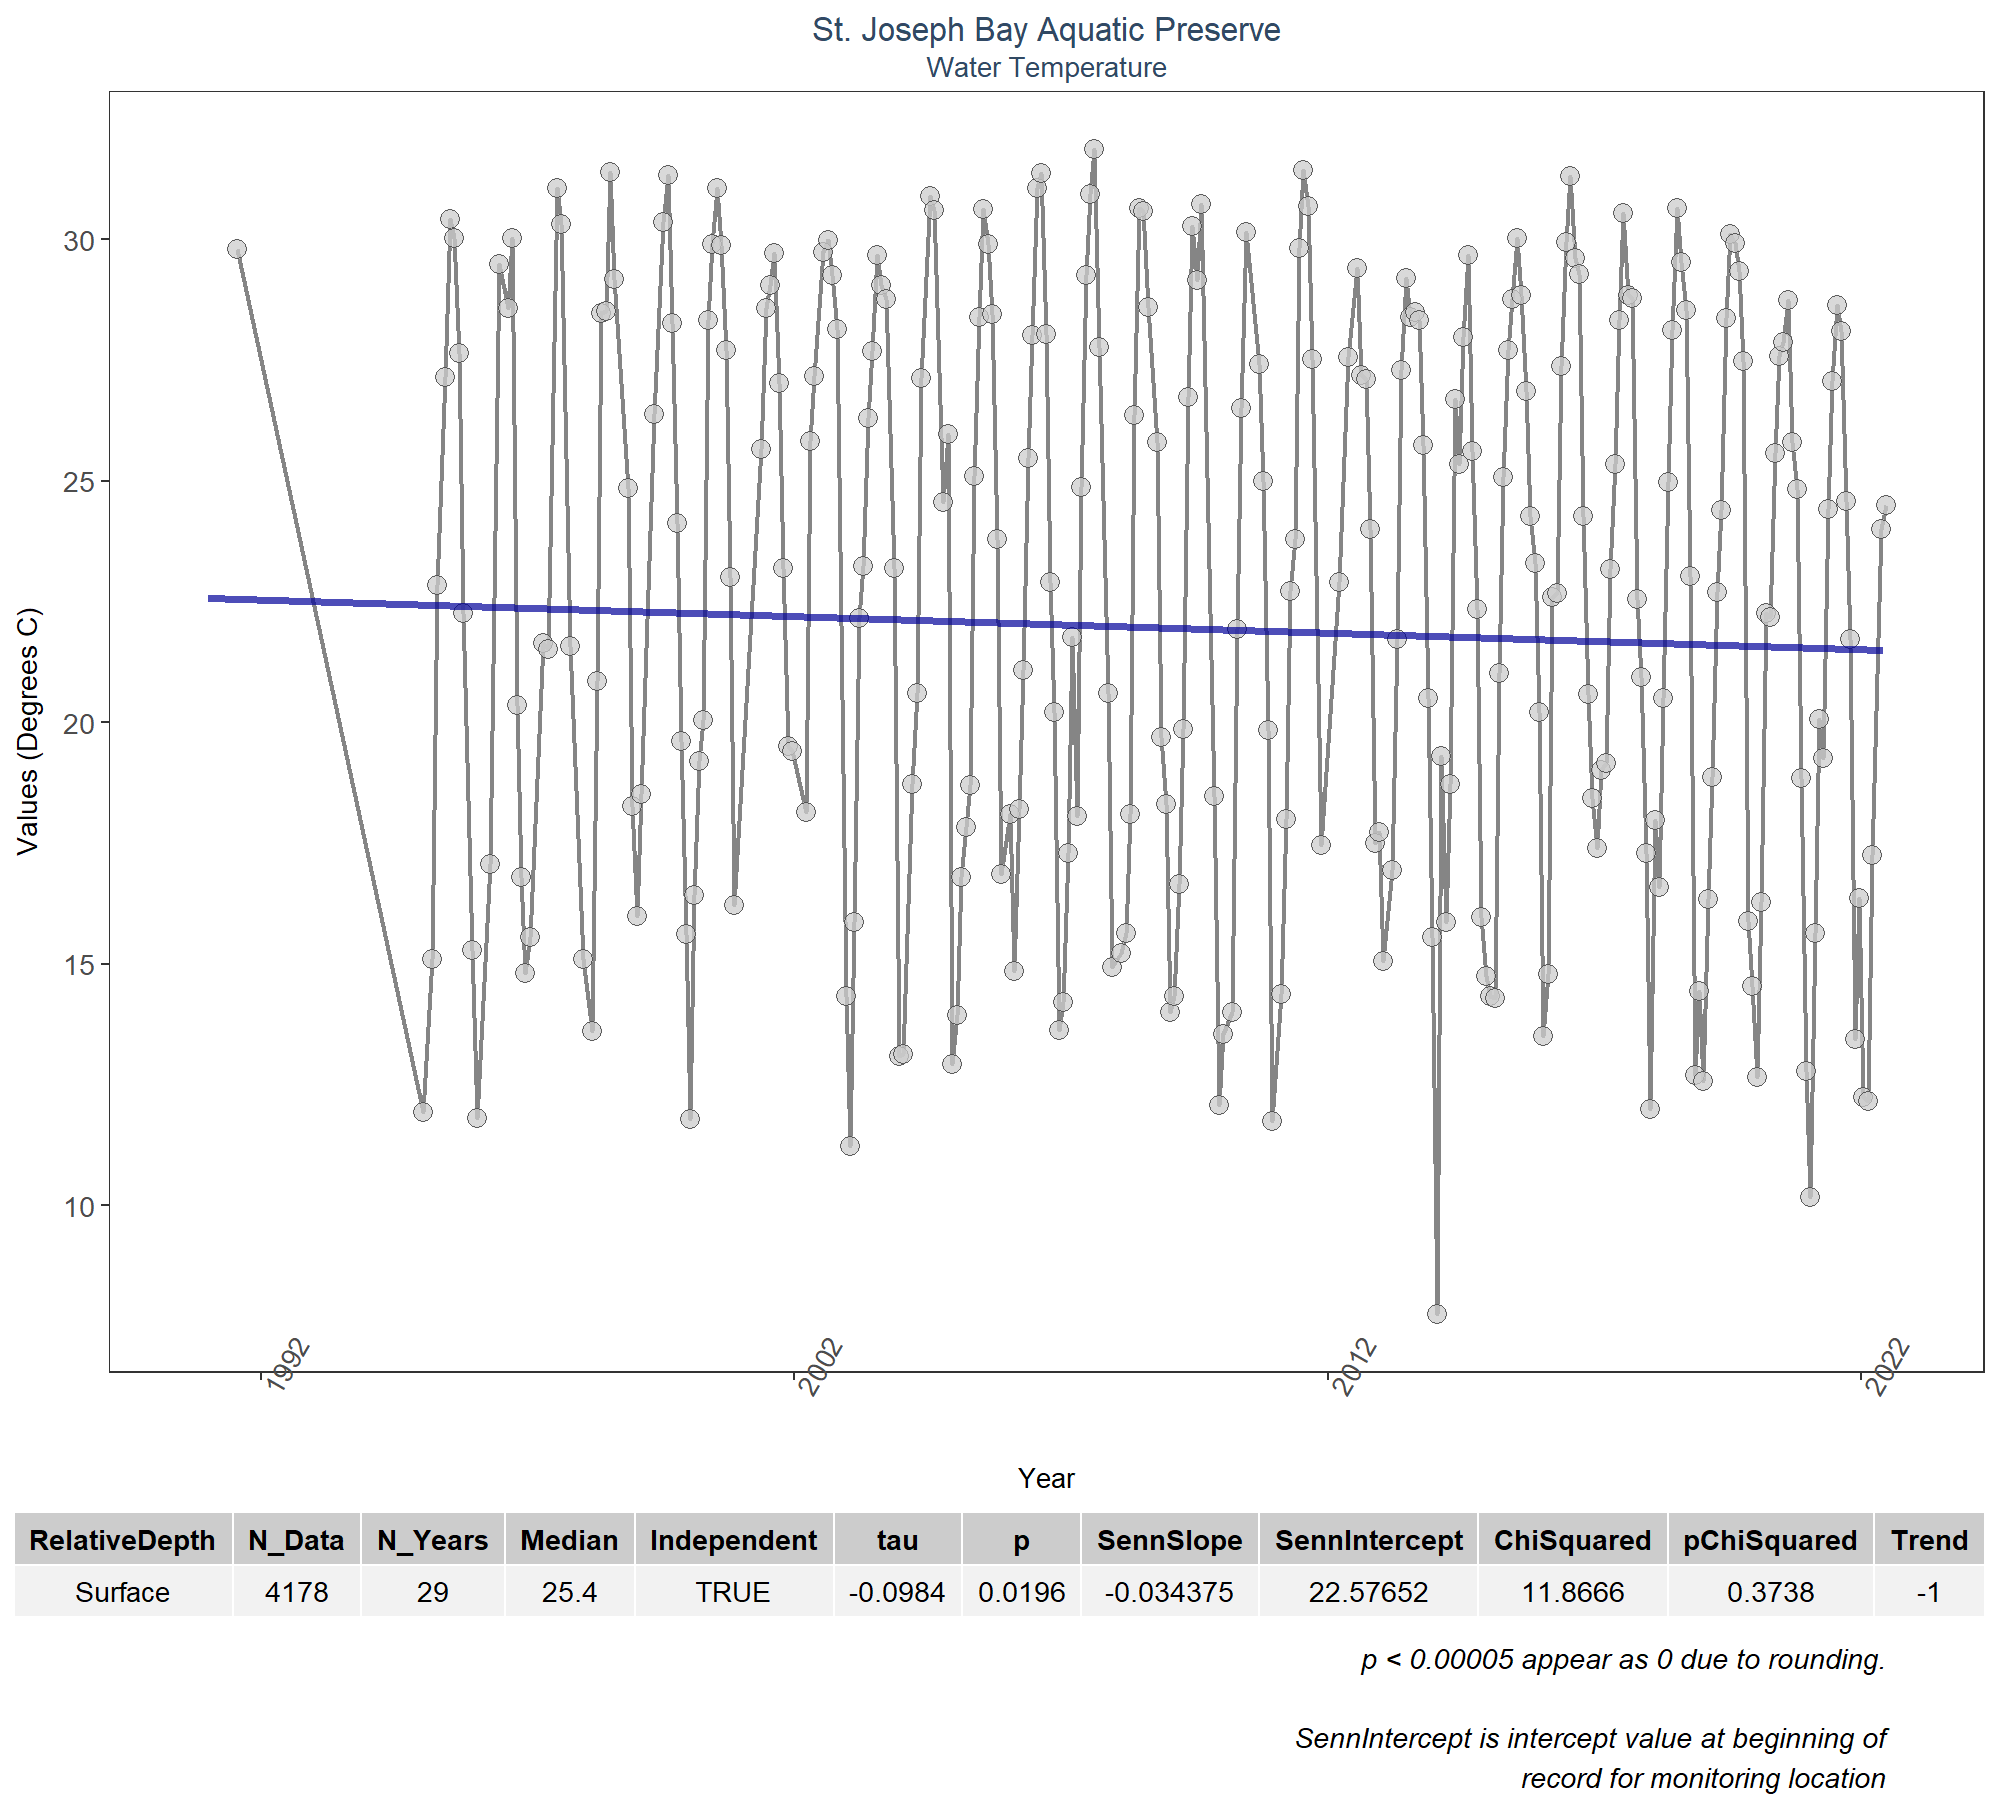 St. Joseph Bay Aquatic Preserve
Water Temperature
Values (Degrees C)
30
25
20
15
10
1992
2002
2012
2022
Year
RelativeDepth N_Data N_Years Median Independent tau p SennSlope SennIntercept ChiSquared pChiSquared Trend
Surface 4178 29 25.4 TRUE -0.0984 0.0196 -0.034375 22.57652 11.8666 0.3738 -1
p < 0.00005 appear as 0 due to rounding.
SennIntercept is intercept value at beginning of
record for monitoring location